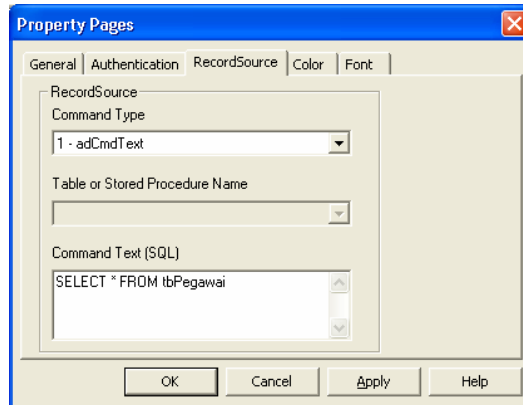 Property Pages
General Authentication RecordSource Color Font
RecordSource
Command Type
1 - adCmdText
Table or Stored Procedure Name
Command Text (SQL)
SELECT * FROM tbPegawai
OK Cancel Apply Help